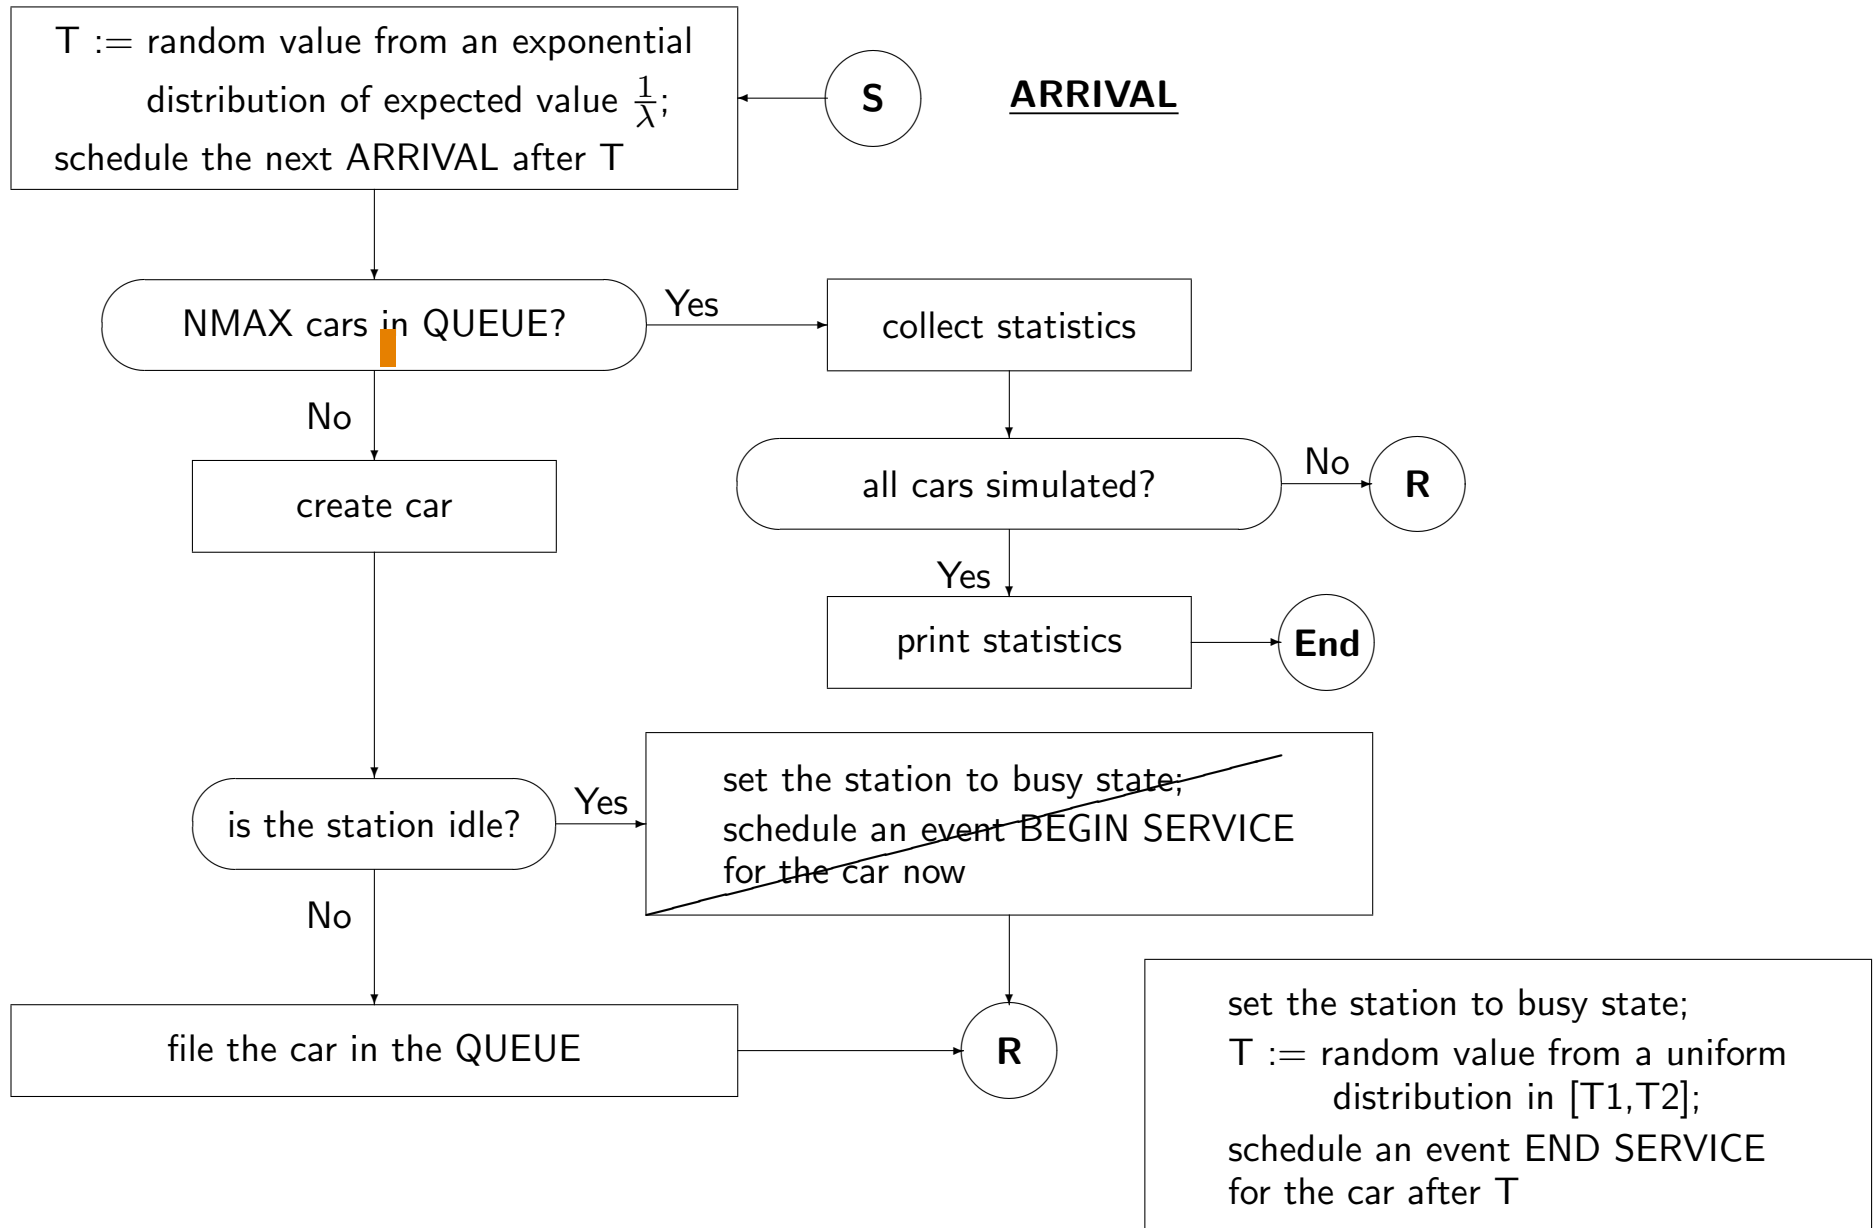 T := random value from an exponential
distribution of expected value 1/λ;
schedule the next ARRIVAL after T
S
ARRIVAL
NMAX cars in QUEUE?
Yes
collect statistics
No
create car
all cars simulated?
No
R
Yes
print statistics
End
is the station idle?
Yes
set the station to busy state;
schedule an event BEGIN SERVICE
for the car now
No
file the car in the QUEUE
R
set the station to busy state;
T := random value from a uniform
distribution in [T1,T2];
schedule an event END SERVICE
for the car after T